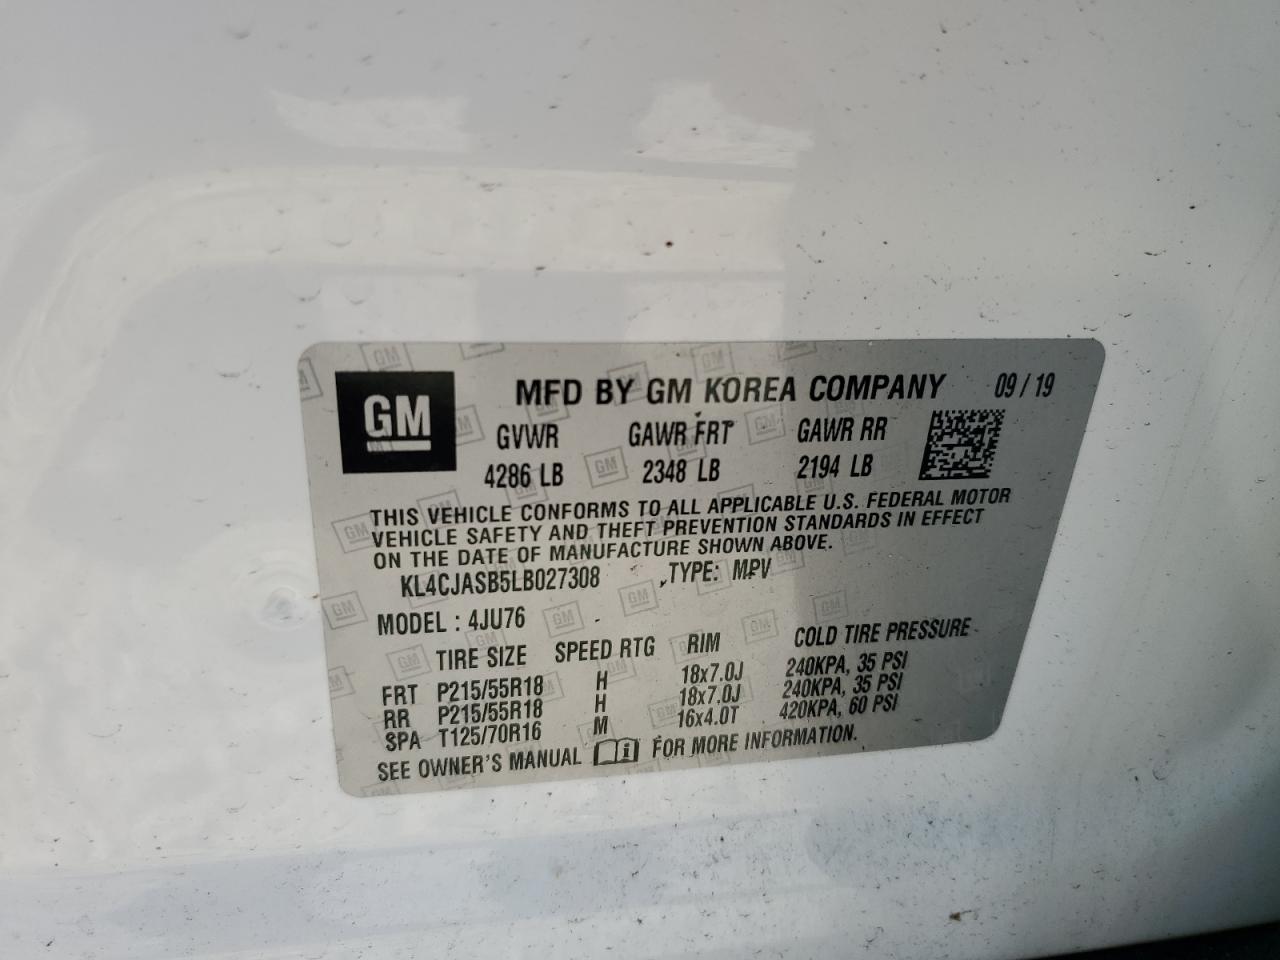 GM
MFD BY GM KOREA COMPANY 09 / 19
GVWR GAWR FRT GAWR RR
4286 LB 2348 LB 2194 LB
THIS VEHICLE CONFORMS TO ALL APPLICABLE U.S. FEDERAL MOTOR
VEHICLE SAFETY AND THEFT PREVENTION STANDARDS IN EFFECT
ON THE DATE OF MANUFACTURE SHOWN ABOVE.
KL4CJASB5LB027308 TYPE: MPV
MODEL : 4JU76
TIRE SIZE SPEED RTG RIM COLD TIRE PRESSURE
FRT P215/55R18 H 18x7.0J 240KPA, 35 PSI
RR P215/55R18 H 18x7.0J 240KPA, 35 PSI
SPA T125/70R16 M 16x4.0T 420KPA, 60 PSI
SEE OWNER'S MANUAL FOR MORE INFORMATION.